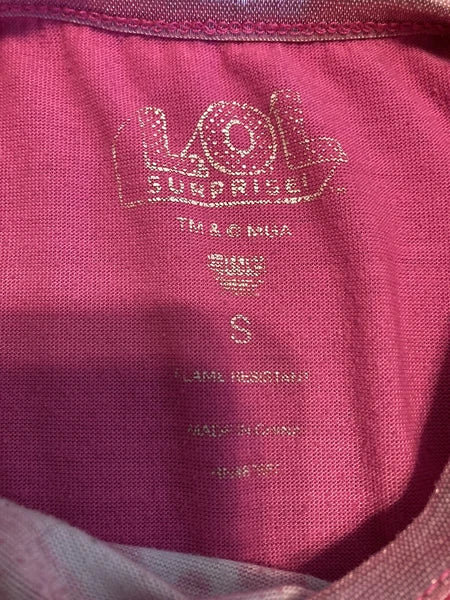 LOL
SURPRISE!
TM & © MGA
S
FLAME RESISTANT
MADE IN CHINA